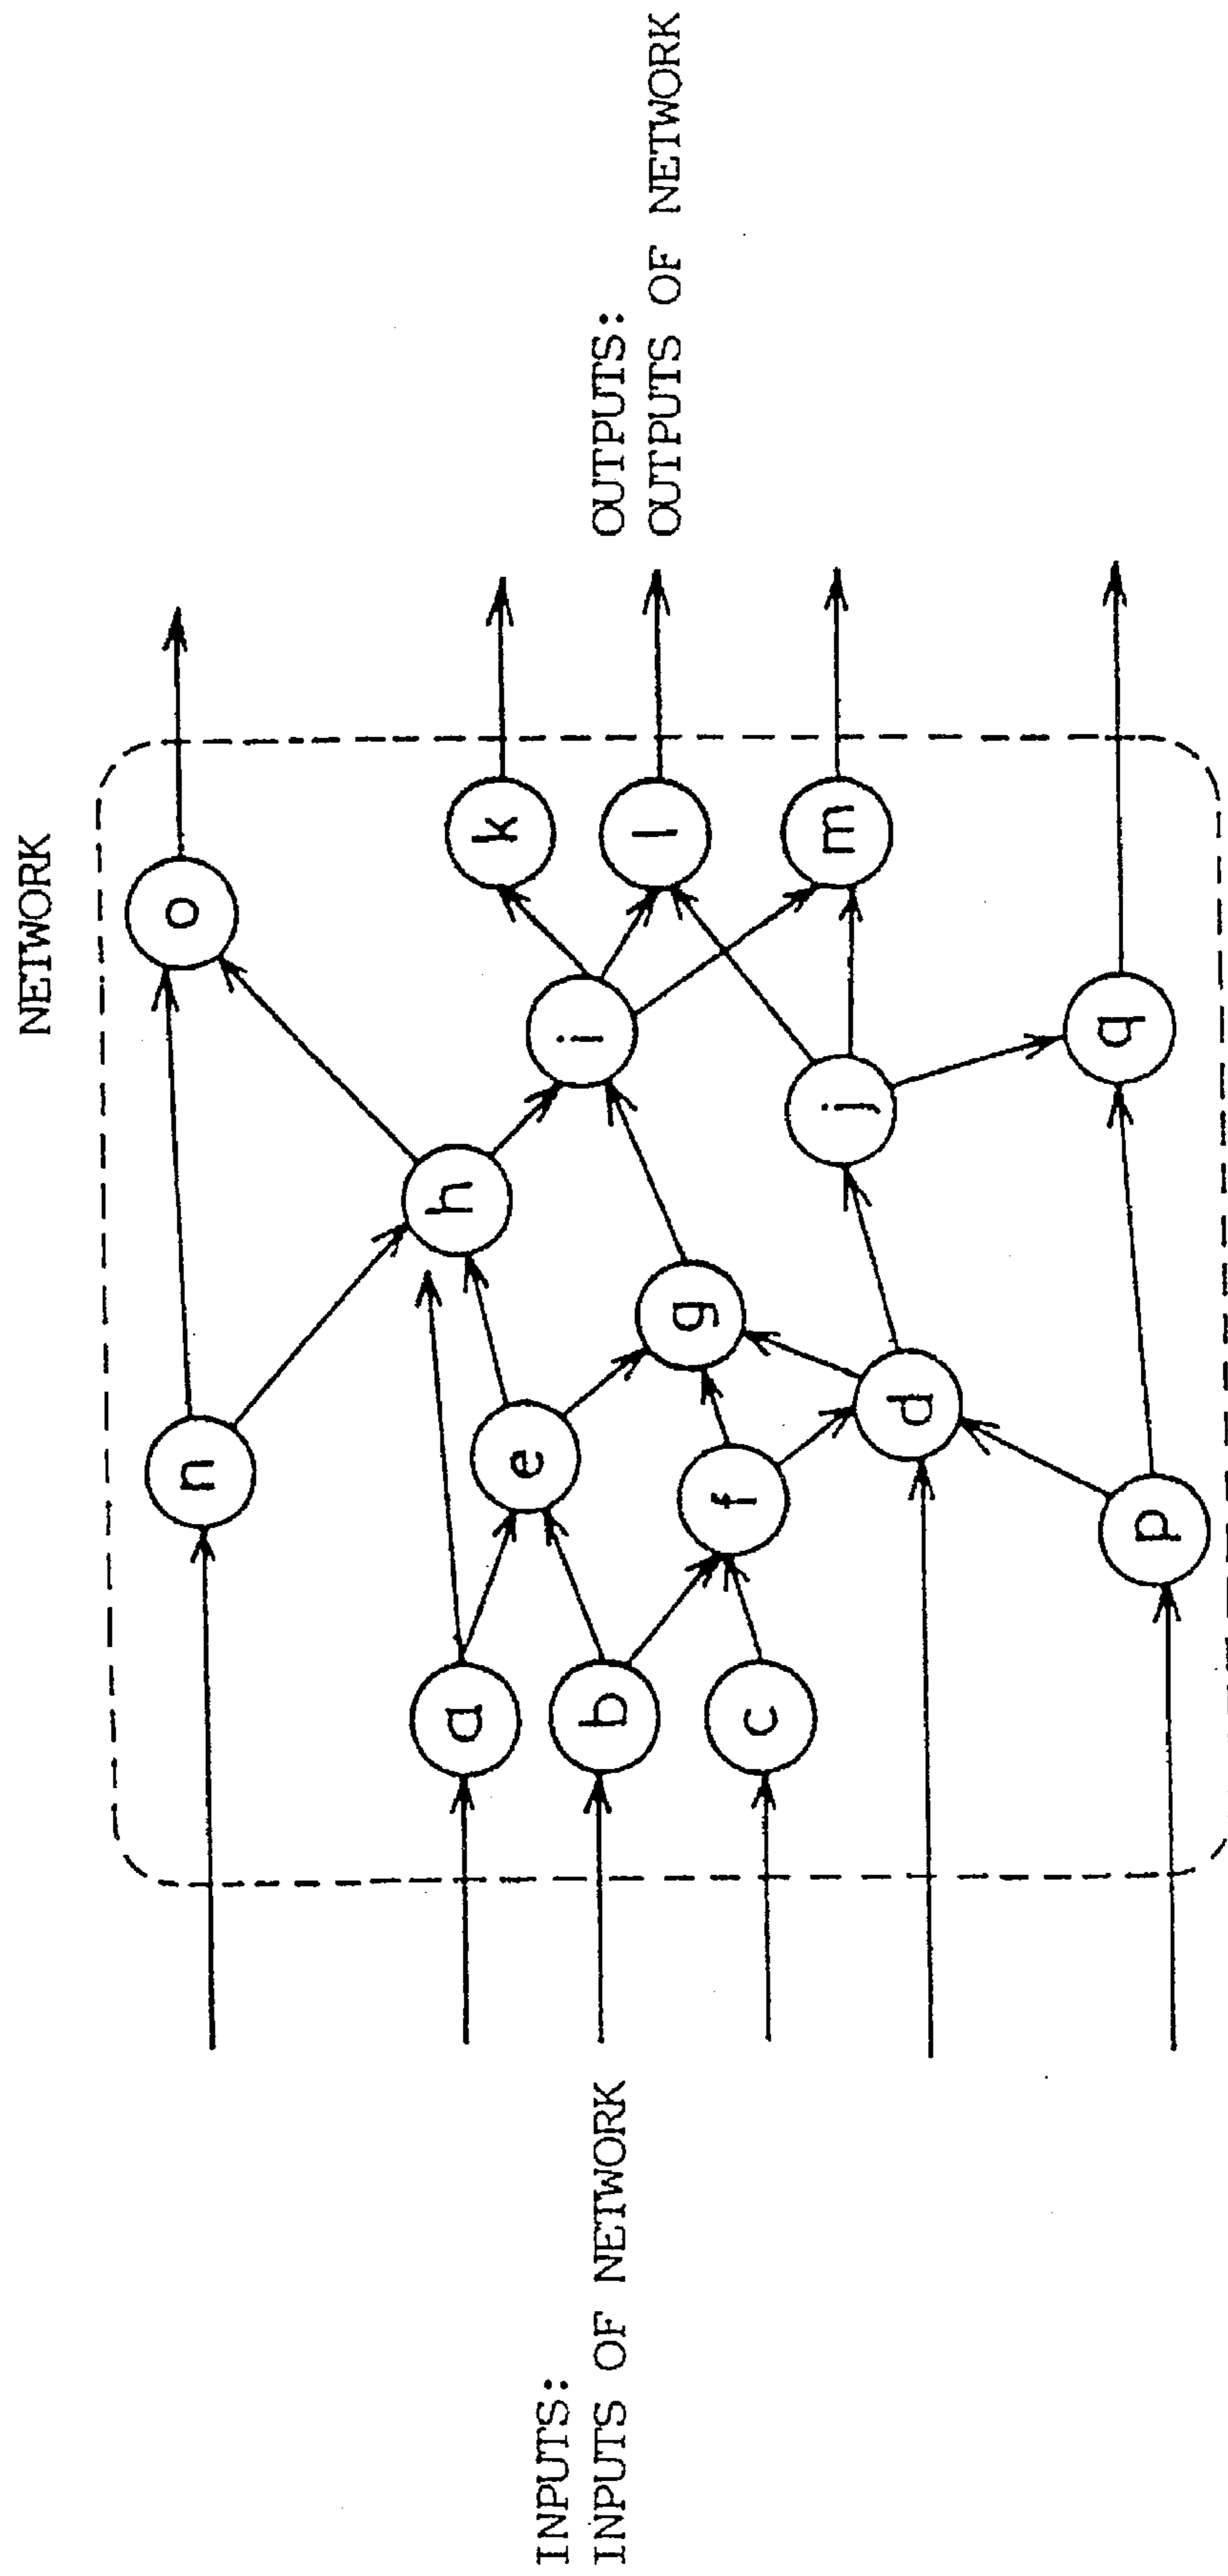 NETWORK
INPUTS:
INPUTS OF NETWORK
n
o
a
h
k
b
e
i
l
c
f
g
j
m
d
p
q
OUTPUTS:
OUTPUTS OF NETWORK